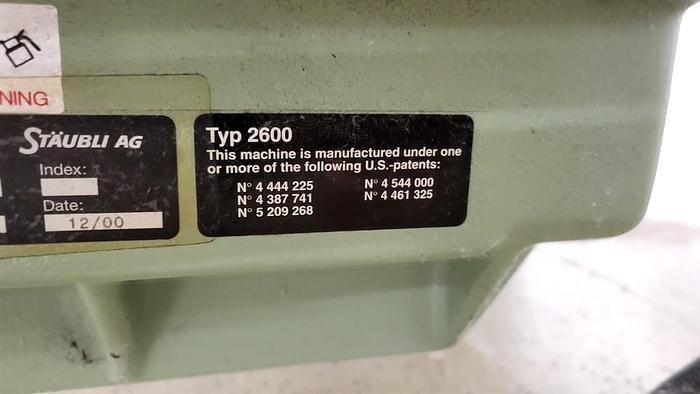 NING
STÄUBLI AG
Index:
Date:
12/00
Typ 2600
This machine is manufactured under one
or more of the following U.S.-patents:
N° 4 444 225 N° 4 544 000
N° 4 387 741 N° 4 461 325
N° 5 209 268